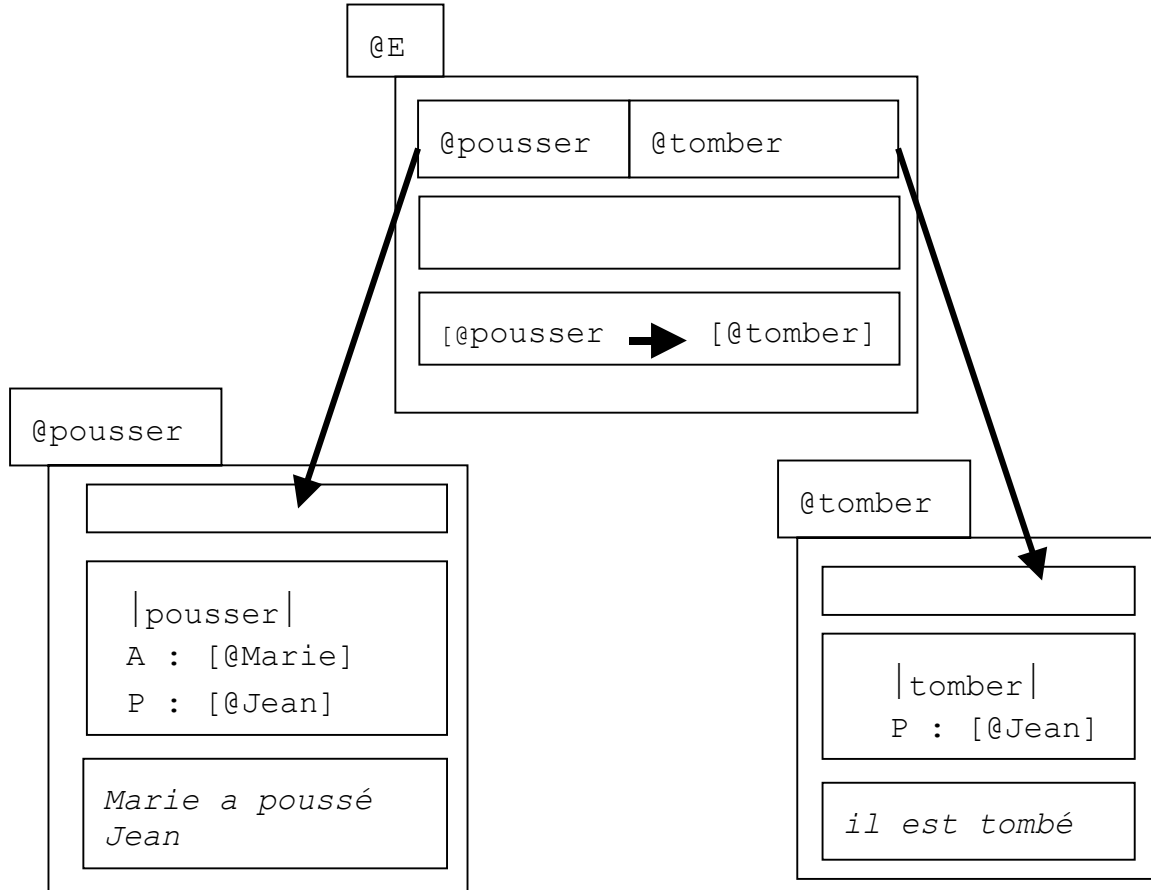 @E
@pousser @tomber
[@pousser → [@tomber]
@pousser
|pousser|
A : [@Marie]
P : [@Jean]
Marie a poussé
Jean
@tomber
|tomber|
P : [@Jean]
il est tombé